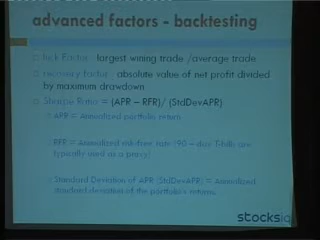 advanced factors - backtesting
luck Factor : largest wining trade /average trade
recovery factor : absolute value of net profit divided
by maximum drawdown
Sharpe Ratio = (APR – RFR)/ (StdDevAPR)
APR = Annualized portfolio return
RFR = Annualized risk-free rate (90 – day T-bills are
typically used as a proxy)
Standard Deviation of APR (StdDevAPR) = Annualized
standard deviation of the portfolio's returns
stocksiq